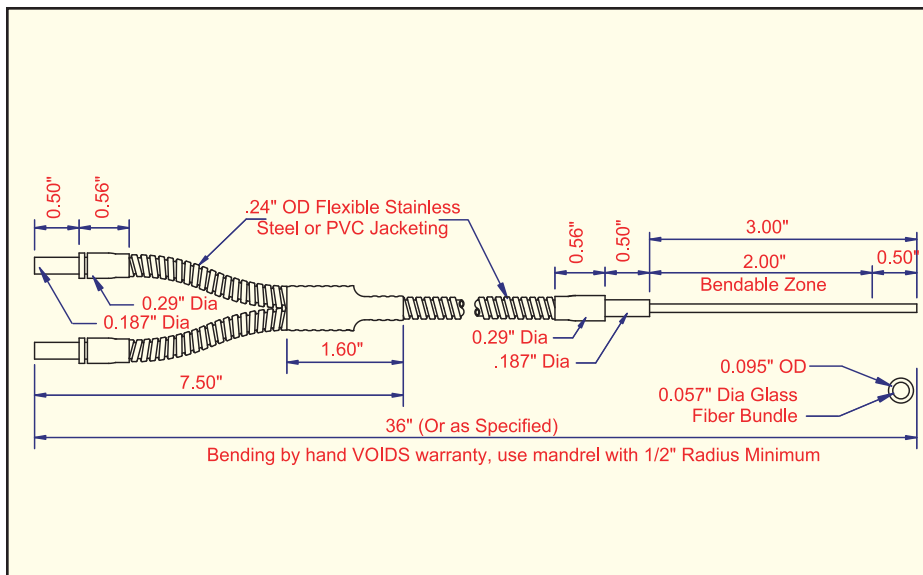 0.50"
0.56"
.24" OD Flexible Stainless
Steel or PVC Jacketing
0.56"
0.50"
3.00"
2.00"
0.50"
Bendable Zone
0.29" Dia
0.187" Dia
0.29" Dia
.187" Dia
1.60"
7.50"
0.095" OD
0.057" Dia Glass
Fiber Bundle
36" (Or as Specified)
Bending by hand VOIDS warranty, use mandrel with 1/2" Radius Minimum